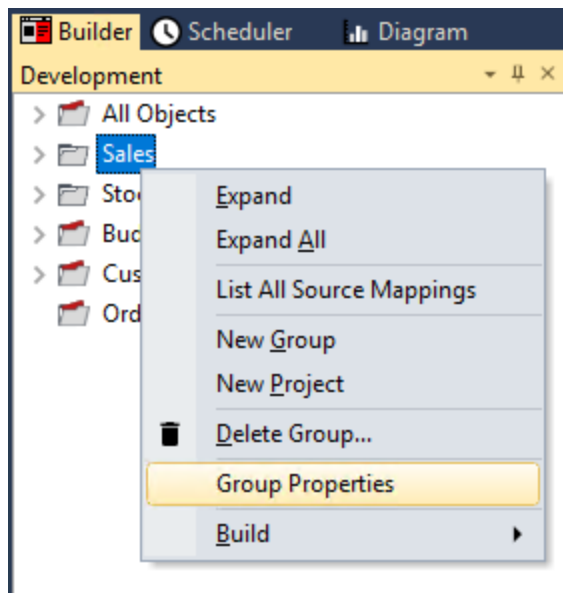 Builder Scheduler Diagram
Development
All Objects
Sales
Expand
Expand All
List All Source Mappings
New Group
New Project
Delete Group...
Group Properties
Build